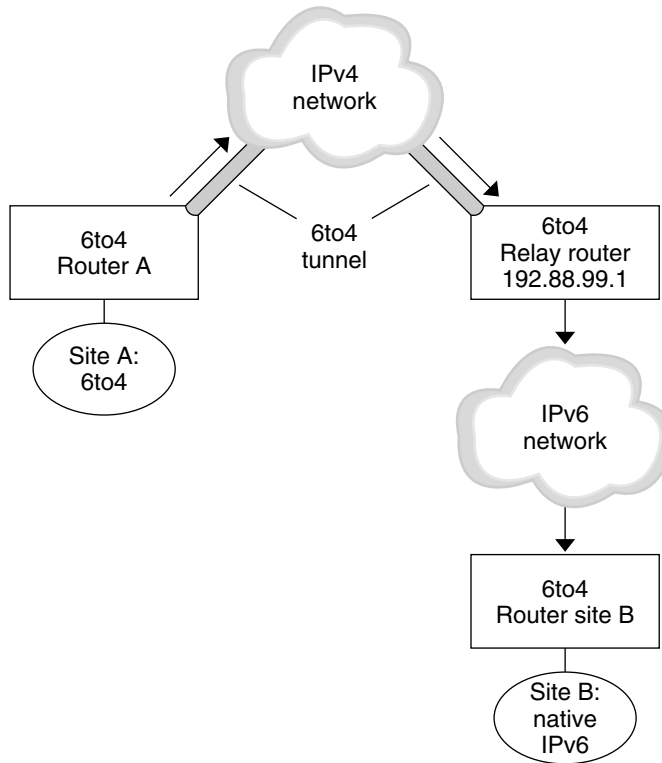 IPv4
network
6to4
Router A
6to4
tunnel
6to4
Relay router
192.88.99.1
Site A:
6to4
IPv6
network
6to4
Router site B
Site B:
native
IPv6